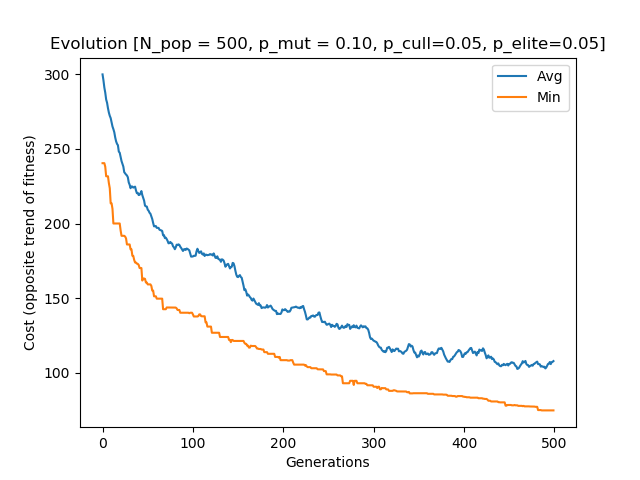 Evolution [N_pop = 500, p_mut = 0.10, p_cull=0.05, p_elite=0.05]
Avg
Min
Cost (opposite trend of fitness)
300
250
200
150
100
0 100 200 300 400 500
Generations